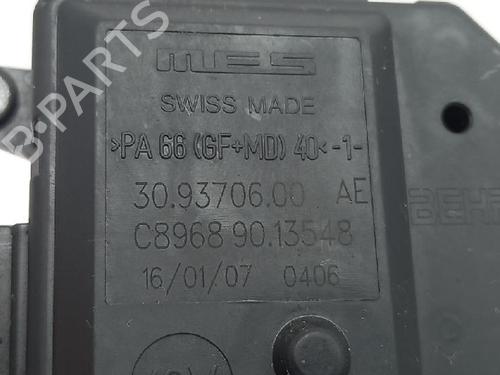 B-PARTS
MES
SWISS MADE
>PA 66 (GF+MD) 40< -1-
30.93706.00 AE
C8968 90.13548
16/01/07 0406
BEH